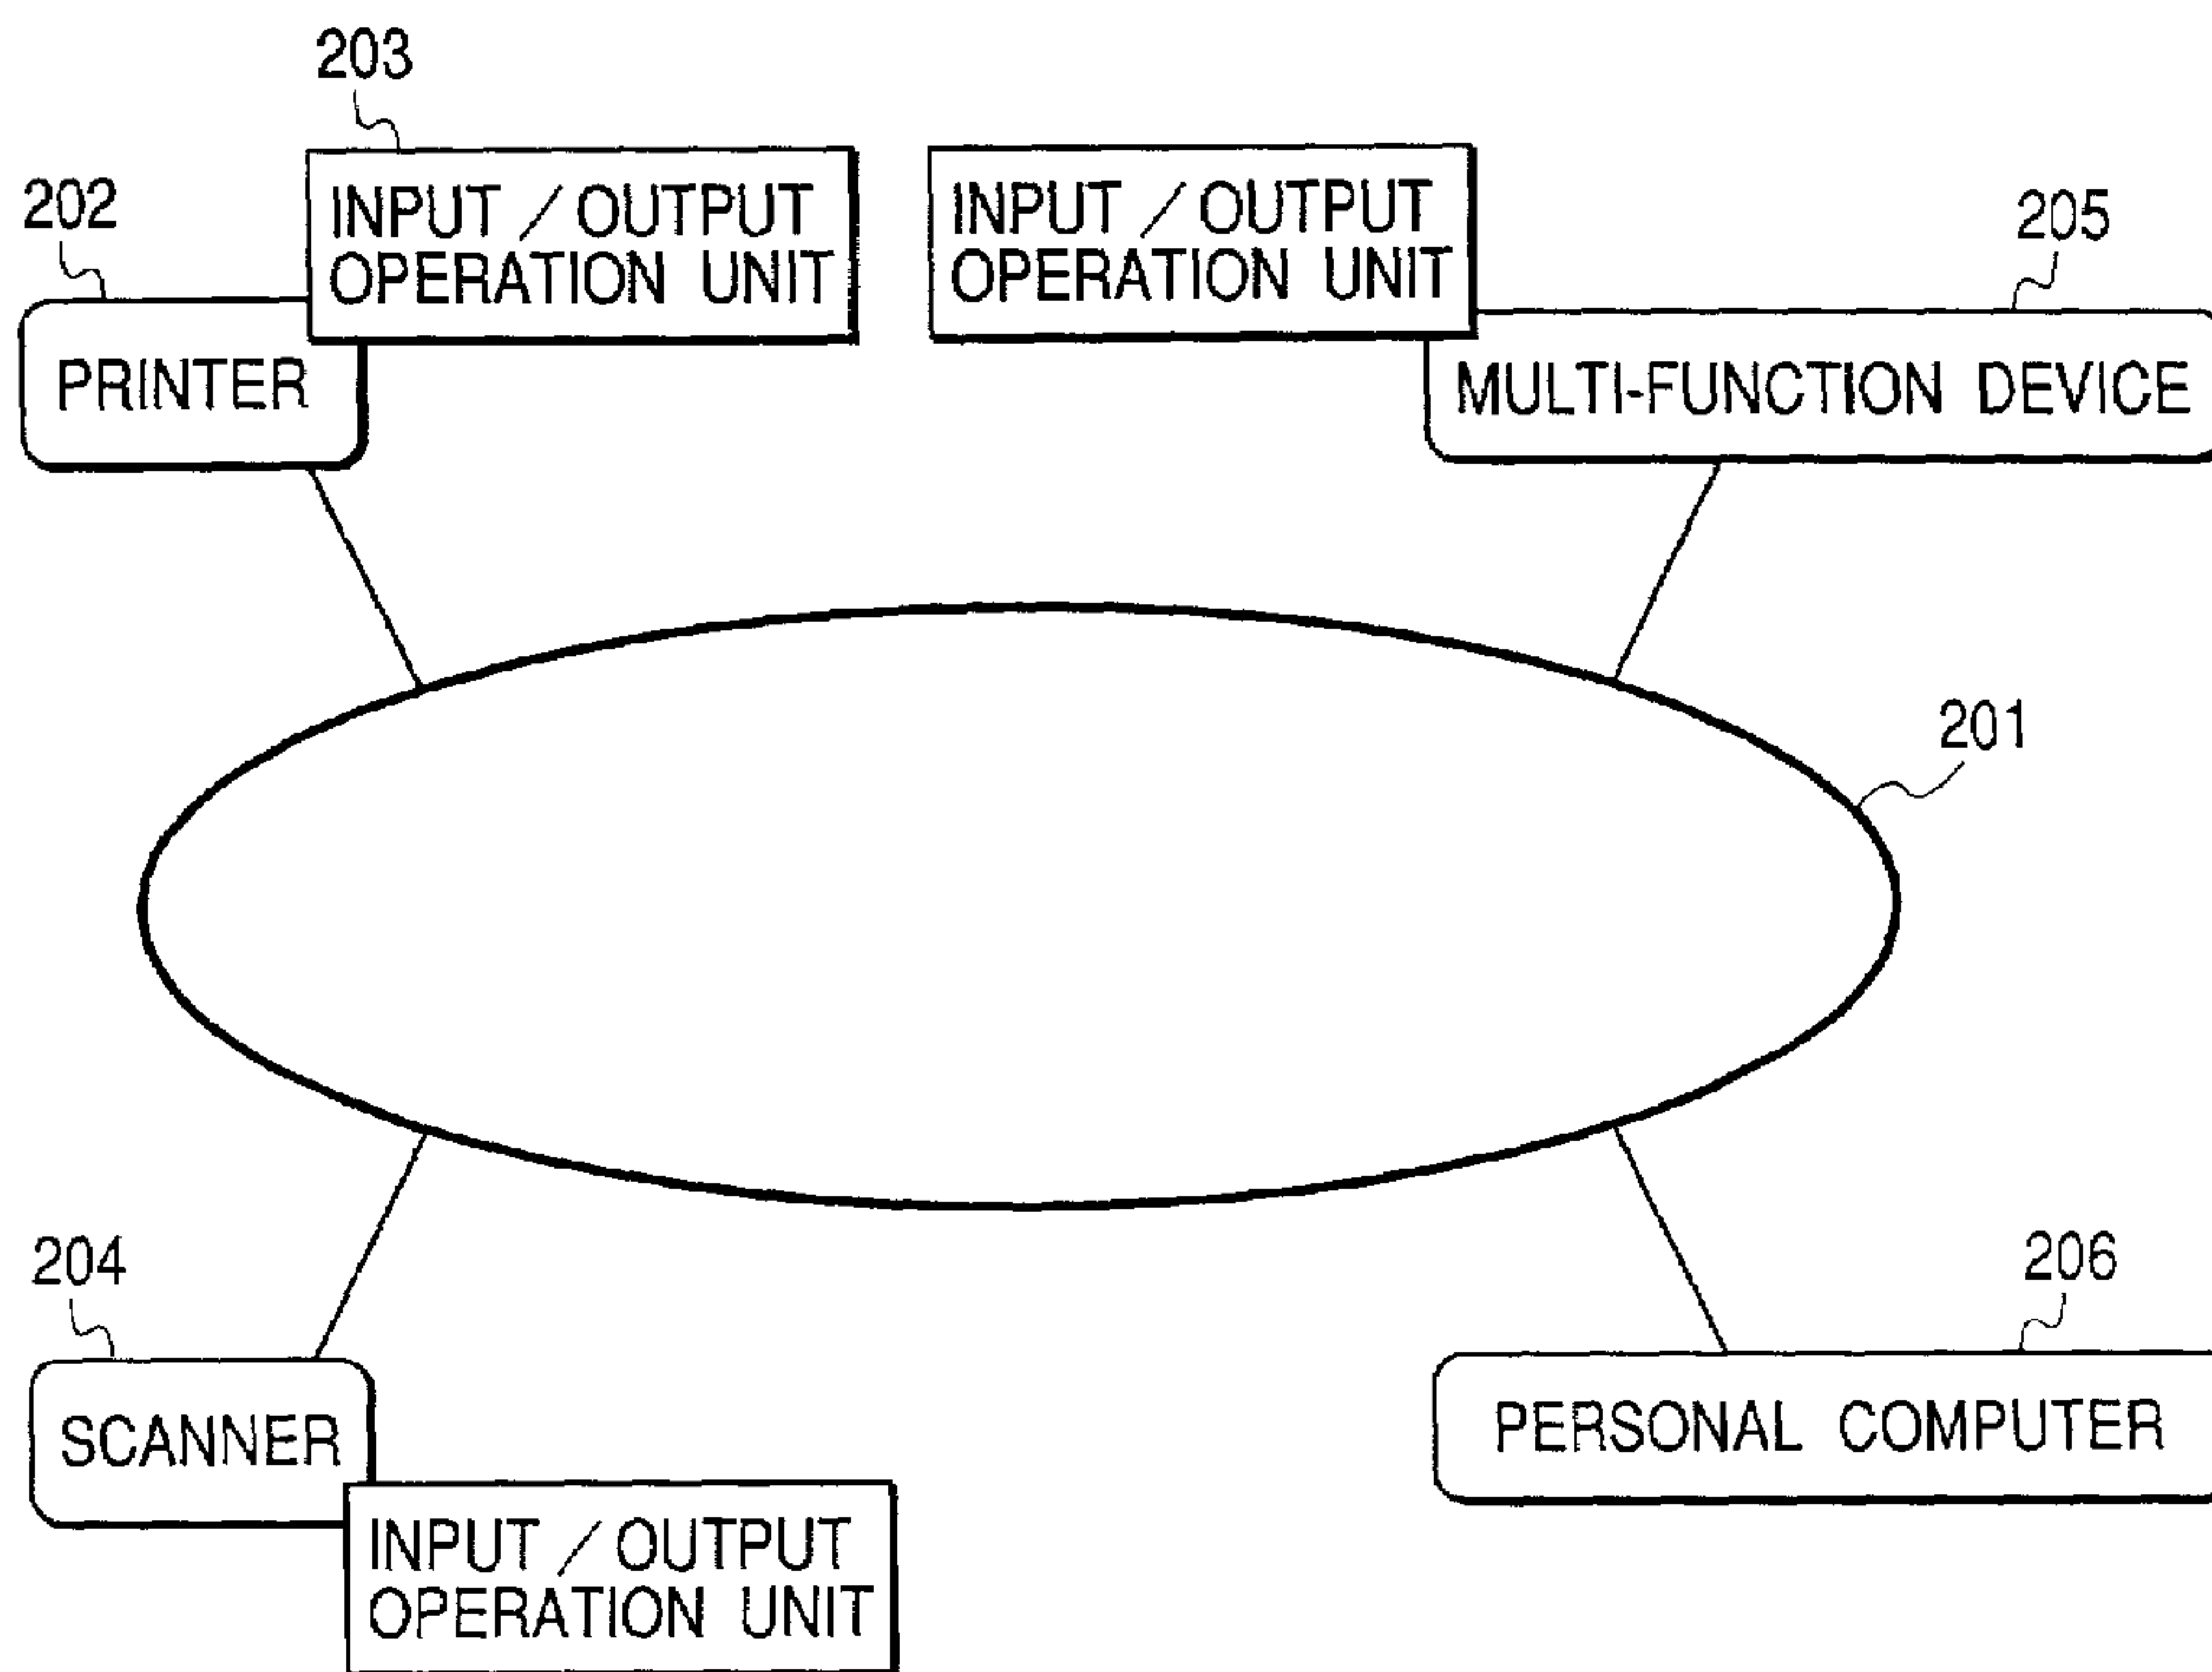 203
202
INPUT / OUTPUT
OPERATION UNIT
PRINTER
INPUT / OUTPUT
OPERATION UNIT
205
MULTI-FUNCTION DEVICE
201
204
SCANNER
INPUT / OUTPUT
OPERATION UNIT
206
PERSONAL COMPUTER